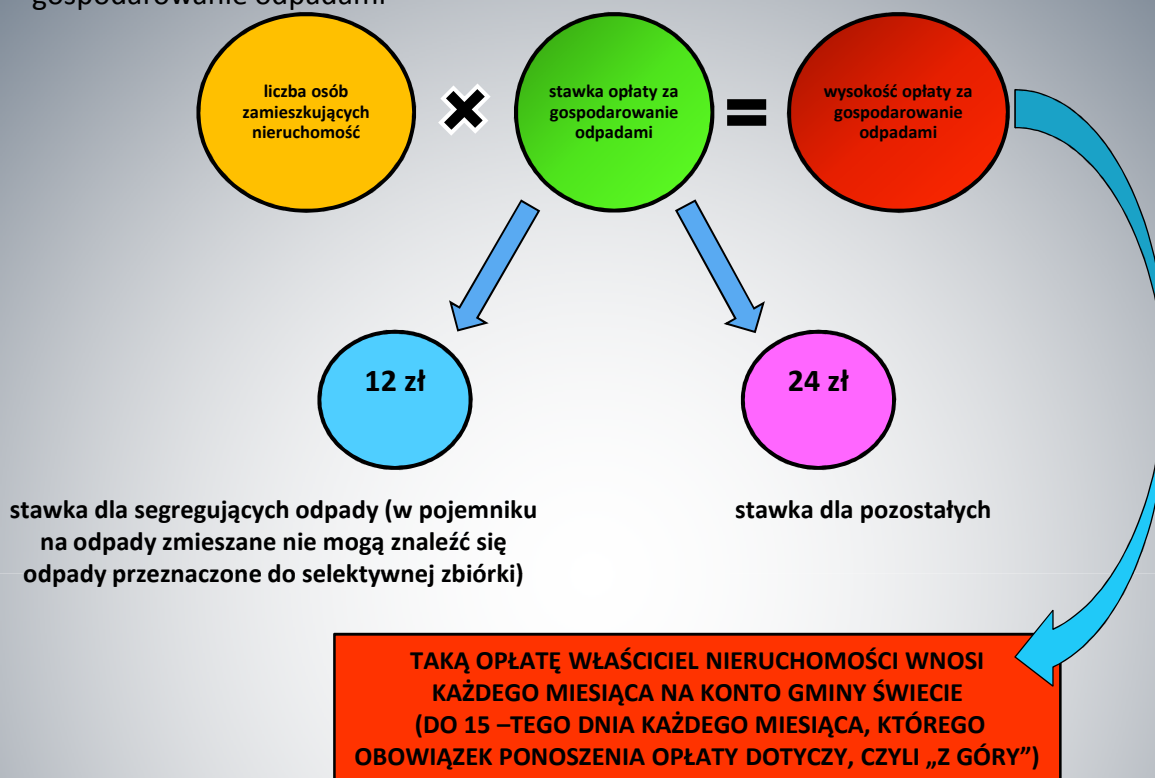 gospodarowanie odpadami
liczba osób
zamieszkujących
nieruchomość
stawka opłaty za
gospodarowanie
odpadami
wysokość opłaty za
gospodarowanie
odpadami
12 zł
24 zł
stawka dla segregujących odpady (w pojemniku
na odpady zmieszane nie mogą znaleźć się
odpady przeznaczone do selektywnej zbiórki)
stawka dla pozostałych
TAKĄ OPŁATĘ WŁAŚCICIEL NIERUCHOMOŚCI WNOSI
KAŻDEGO MIESIĄCA NA KONTO GMINY ŚWIECIE
(DO 15 –TEGO DNIA KAŻDEGO MIESIĄCA, KTÓREGO
OBOWIĄZEK PONOSZENIA OPŁATY DOTYCZY, CZYLI „Z GÓRY”)